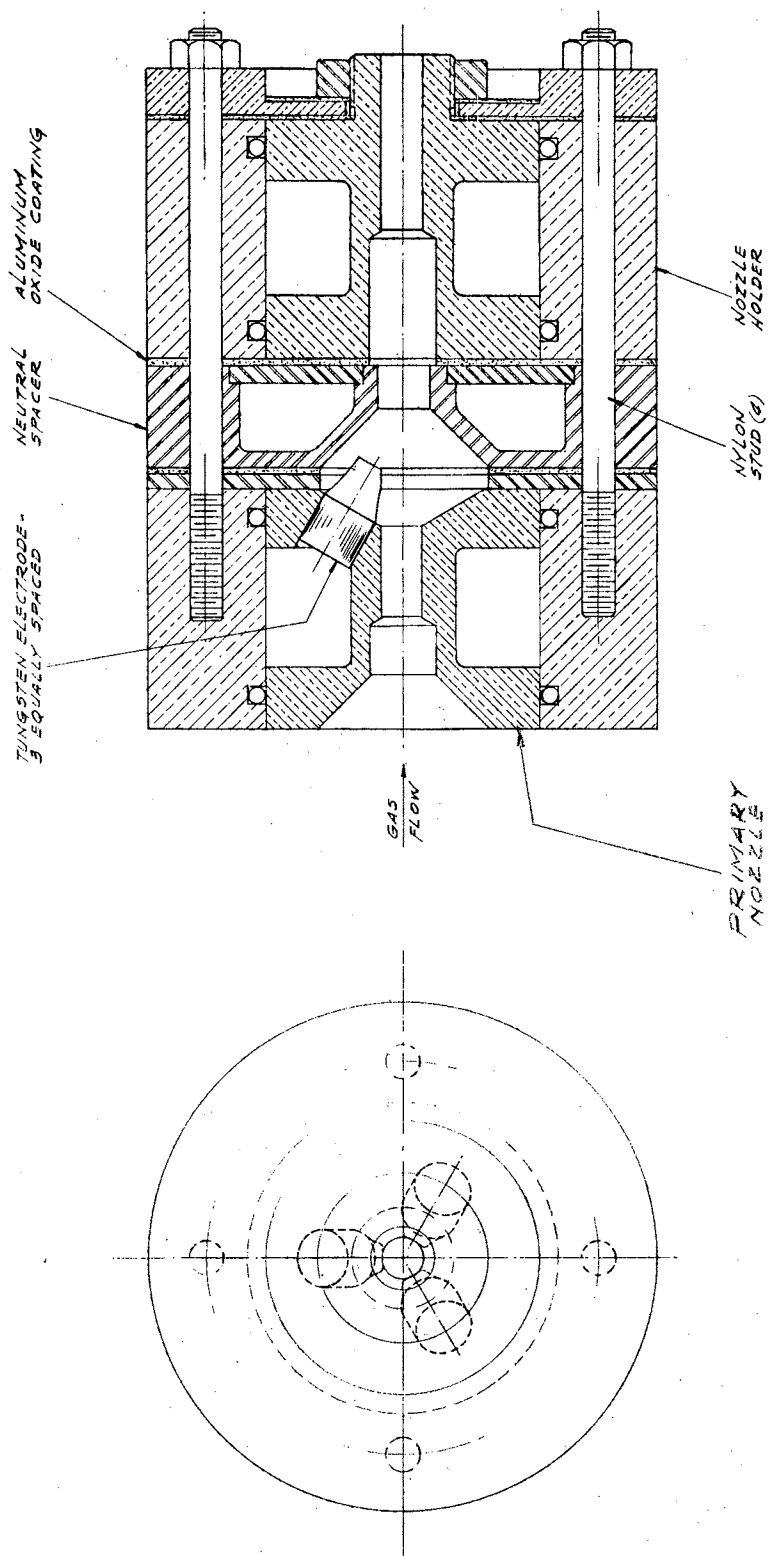 TUNGSTEN ELECTRODE-
3 EQUALLY SPACED
NEUTRAL
SPACER
ALUMINUM
OXIDE COATING
GAS
FLOW
PRIMARY
NOZZLE
NYLON
STUD (4)
NOZZLE
HOLDER